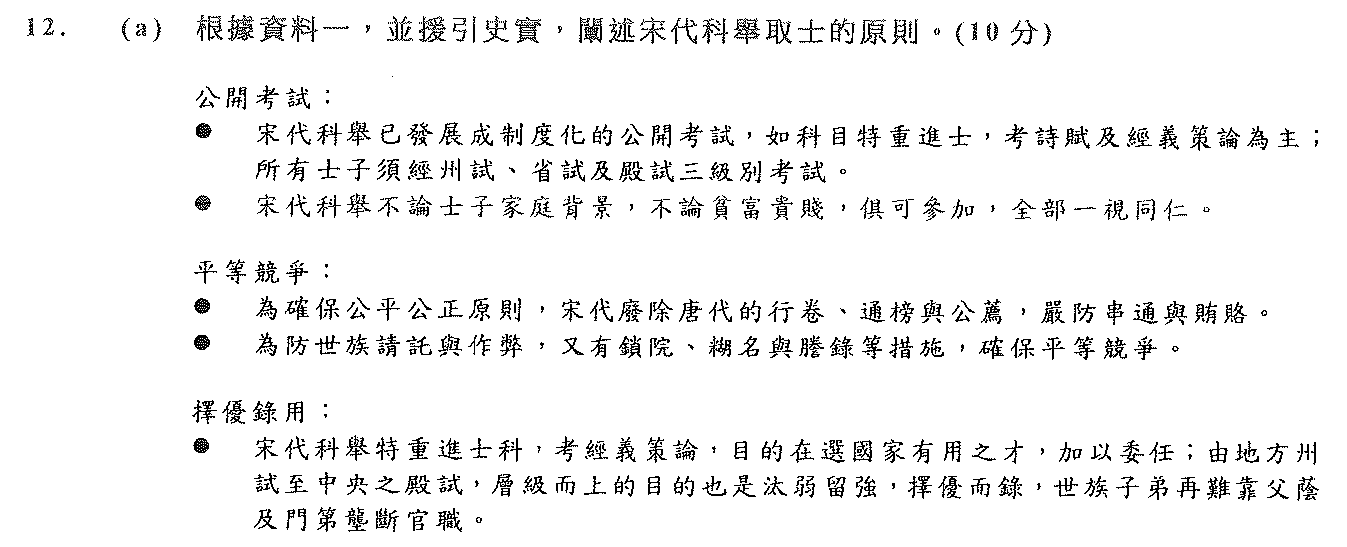 12. (a) 根據資料一，並援引史實，闡述宋代科舉取士的原則。(10 分)
公開考試：
● 宋代科舉已發展成制度化的公開考試，如科目特重進士，考詩賦及經義策論為主；
所有士子須經州試、省試及殿試三級別考試。
● 宋代科舉不論士子家庭背景，不論貧富貴賤，俱可參加，全部一視同仁。
平等競爭：
● 為確保公平公正原則，宋代廢除唐代的行卷、通榜與公薦，嚴防串通與賄賂。
● 為防世族請託與作弊，又有鎖院、糊名與謄錄等措施，確保平等競爭。
擇優錄用：
● 宋代科舉特重進士科，考經義策論，目的在選國家有用之才，加以委任；由地方州
試至中央之殿試，層級而上的目的也是汰弱留強，擇優而錄，世族子弟再難靠父蔭
及門第壟斷官職。